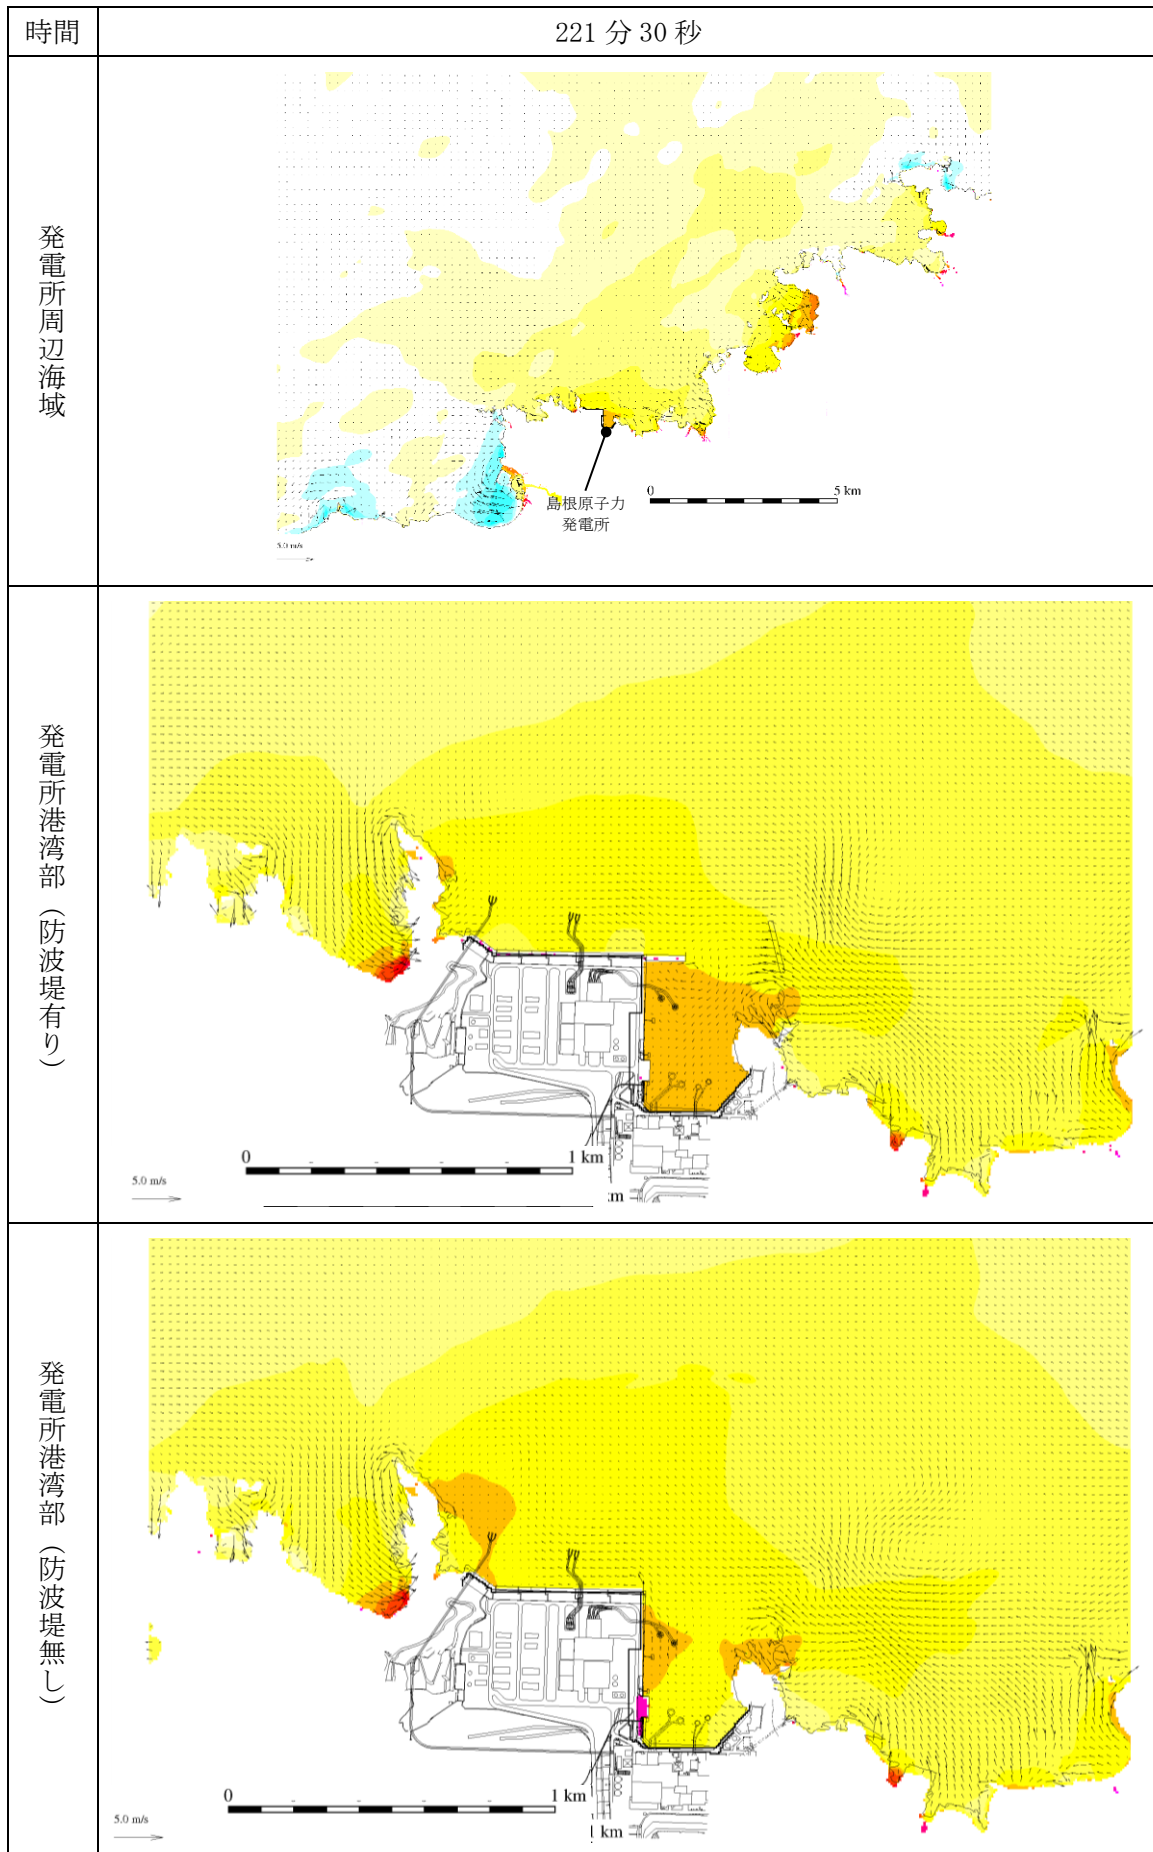 時間
221 分 30 秒
発電所周辺海域
島根原子力
発電所
0
5 km
5.0 m/s
発電所港湾部（防波堤有り）
0
1 km
5.0 m/s
km
発電所港湾部（防波堤無し）
0
1 km
5.0 m/s
1 km